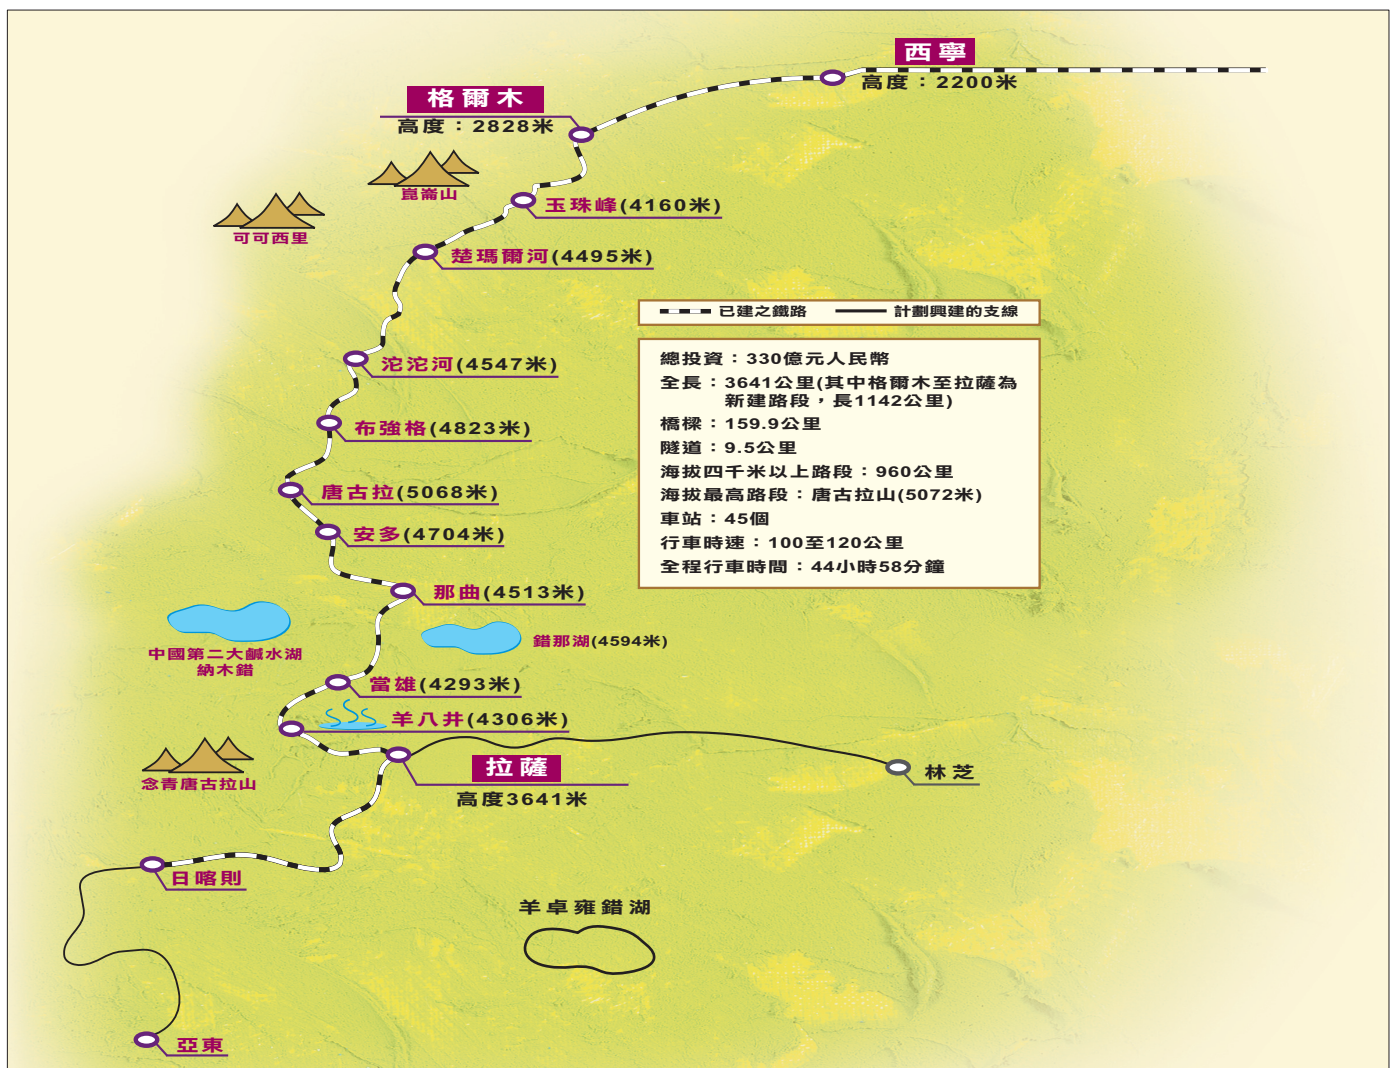 西寧
高度：2200米
格爾木
高度：2828米
崑崙山
玉珠峰(4160米)
可可西里
楚瑪爾河(4495米)
已建之鐵路
計劃興建的支線
沱沱河(4547米)
總投資：330億元人民幣
全長：3641公里(其中格爾木至拉薩為
新建路段，長1142公里)
橋樑：159.9公里
隧道：9.5公里
海拔四千米以上路段：960公里
海拔最高路段：唐古拉山(5072米)
車站：45個
行車時速：100至120公里
全程行車時間：44小時58分鐘
布強格(4823米)
唐古拉(5068米)
安多(4704米)
那曲(4513米)
錯那湖(4594米)
中國第二大鹹水湖
納木錯
當雄(4293米)
羊八井(4306米)
拉薩
高度3641米
林芝
念青唐古拉山
日喀則
羊卓雍錯湖
亞東